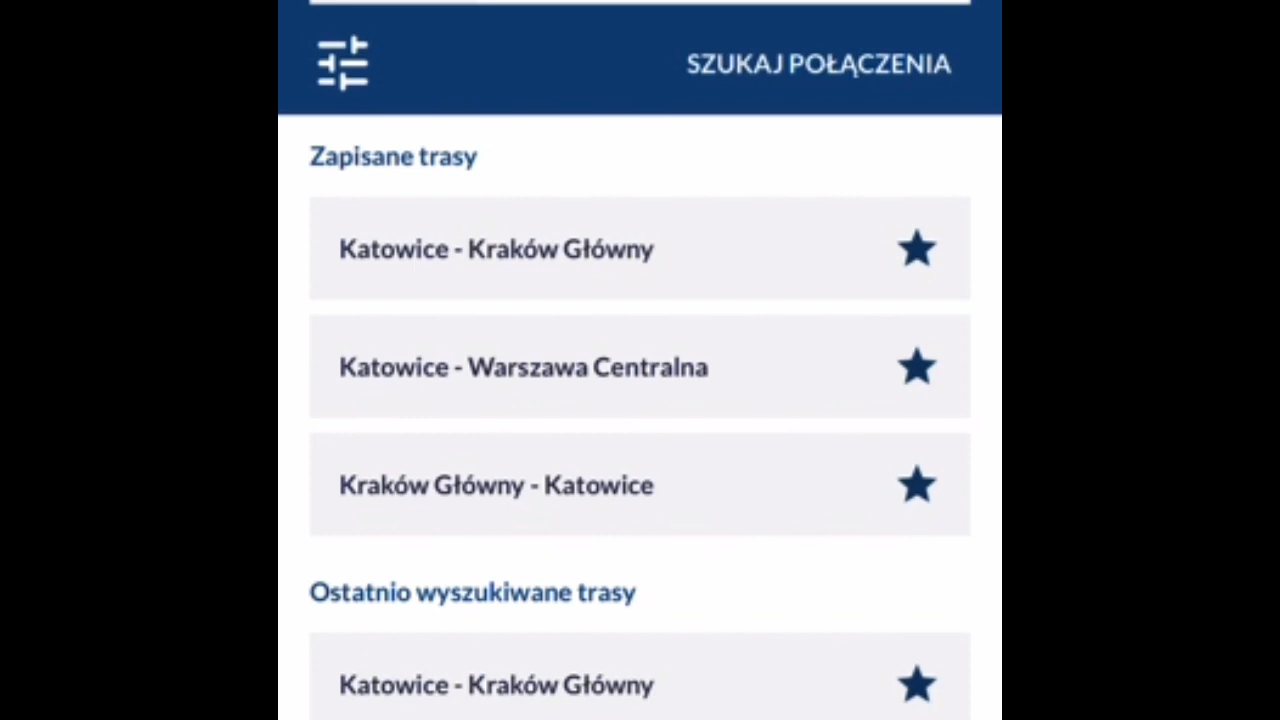 SZUKAJ POŁĄCZENIA
Zapisane trasy
Katowice - Kraków Główny
Katowice - Warszawa Centralna
Kraków Główny - Katowice
Ostatnio wyszukiwane trasy
Katowice - Kraków Główny